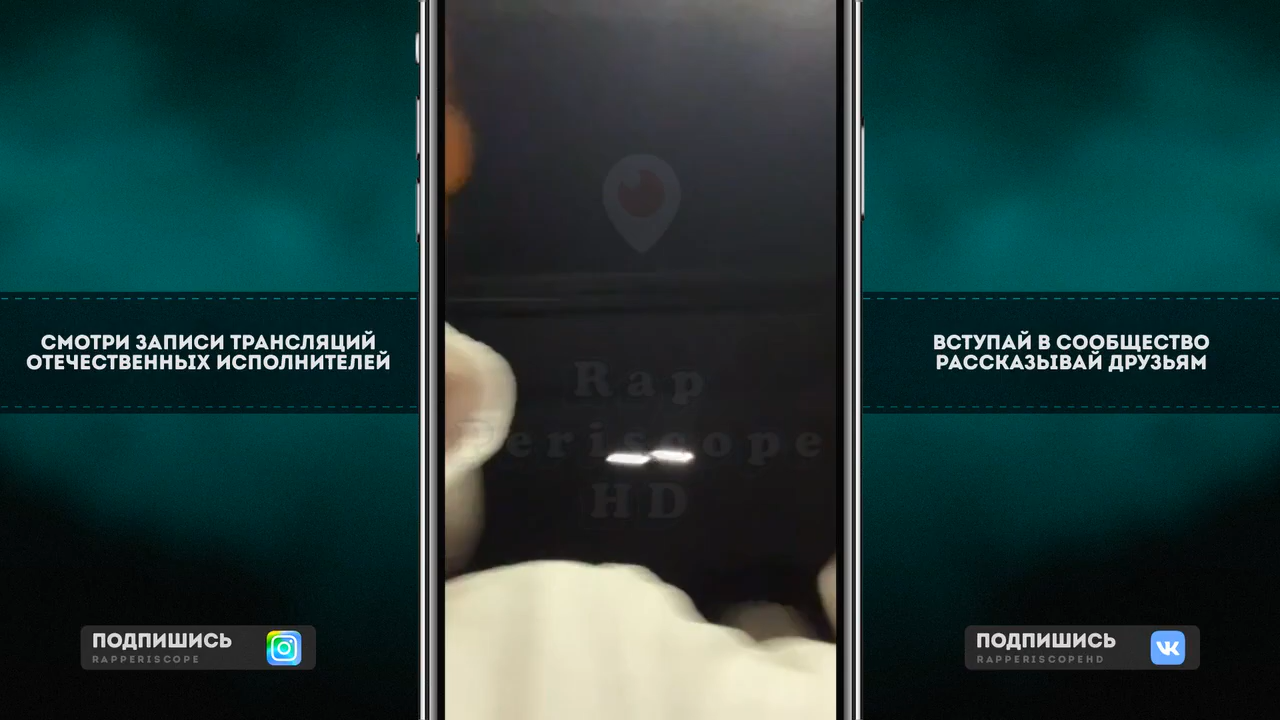 СМОТРИ ЗАПИСИ ТРАНСЛЯЦИЙ
ОТЕЧЕСТВЕННЫХ ИСПОЛНИТЕЛЕЙ
ВСТУПАЙ В СООБЩЕСТВО
РАССКАЗЫВАЙ ДРУЗЬЯМ
Rap
Periscope
HD
ПОДПИШИСЬ
RAPPERISCOPE
ПОДПИШИСЬ
RAPPERISCOPEHD